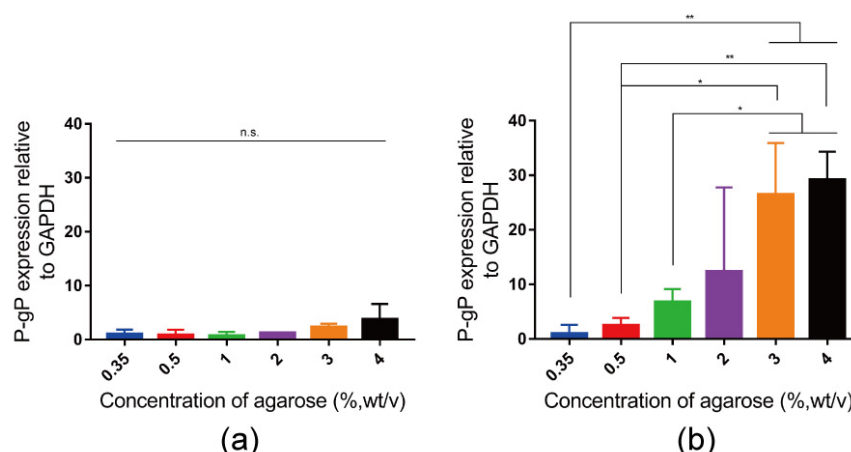 P-gP expression relative
to GAPDH
40
30
20
10
0
n.s.
0.35
0.5
1
2
3
4
Concentration of agarose (%,wt/v)
(a)
P-gP expression relative
to GAPDH
40
30
20
10
0
**
**
*
*
0.35
0.5
1
2
3
4
Concentration of agarose (%,wt/v)
(b)